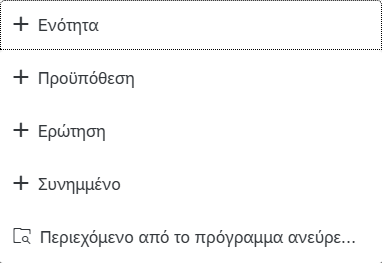 Ενότητα
Προϋπόθεση
Ερώτηση
Συνημμένο
Περιεχόμενο από το πρόγραμμα ανεύρε...